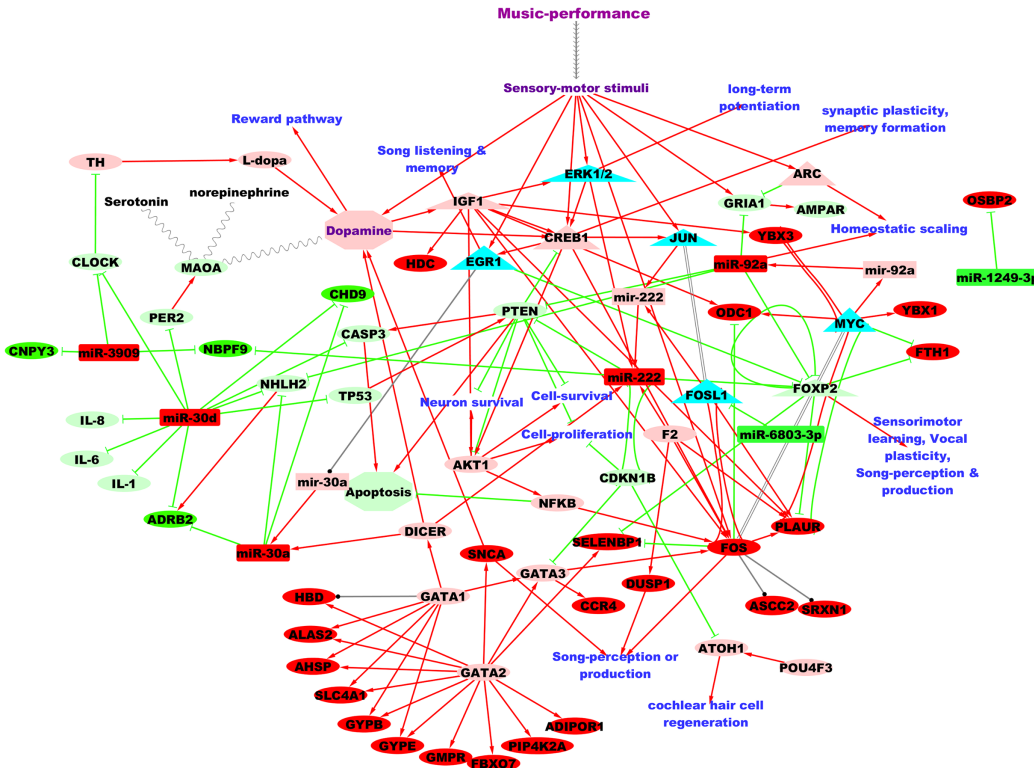 Music-performance
Sensory-motor stimuli
long-term
potentiation
synaptic plasticity,
memory formation
Reward pathway
Song listening &
memory
TH
L-dopa
ERK1/2
ARC
norepinephrine
Serotonin
IGF1
GRIA1
AMPAR
OSBP2
Dopamine
CREB1
JUN
YBX3
Homeostatic scaling
CLOCK
MAOA
HDC
EGR1
miR-92a
mir-92a
miR-1249-3p
CHD9
mir-222
PER2
CASP3
PTEN
ODC1
MYC
YBX1
CNPY3
miR-3909
NBPF9
FTH1
NHLH2
miR-222
FOXP2
TP53
Neuron survival
Cell-survival
FOSL1
IL-8
miR-30d
Cell-proliferation
F2
miR-6803-3p
Sensorimotor
learning, Vocal
plasticity,
Song-perception &
production
IL-6
AKT1
IL-1
mir-30a
Apoptosis
CDKN1B
NFKB
ADRB2
DICER
PLAUR
miR-30a
SNCA
SELENBP1
FOS
GATA3
DUSP1
HBD
GATA1
CCR4
ASCC2
SRXN1
ALAS2
ATOH1
AHSP
GATA2
Song-perception or
production
POU4F3
SLC4A1
cochlear hair cell
regeneration
GYPB
ADIPOR1
GYPE
PIP4K2A
GMPR
FBXO7